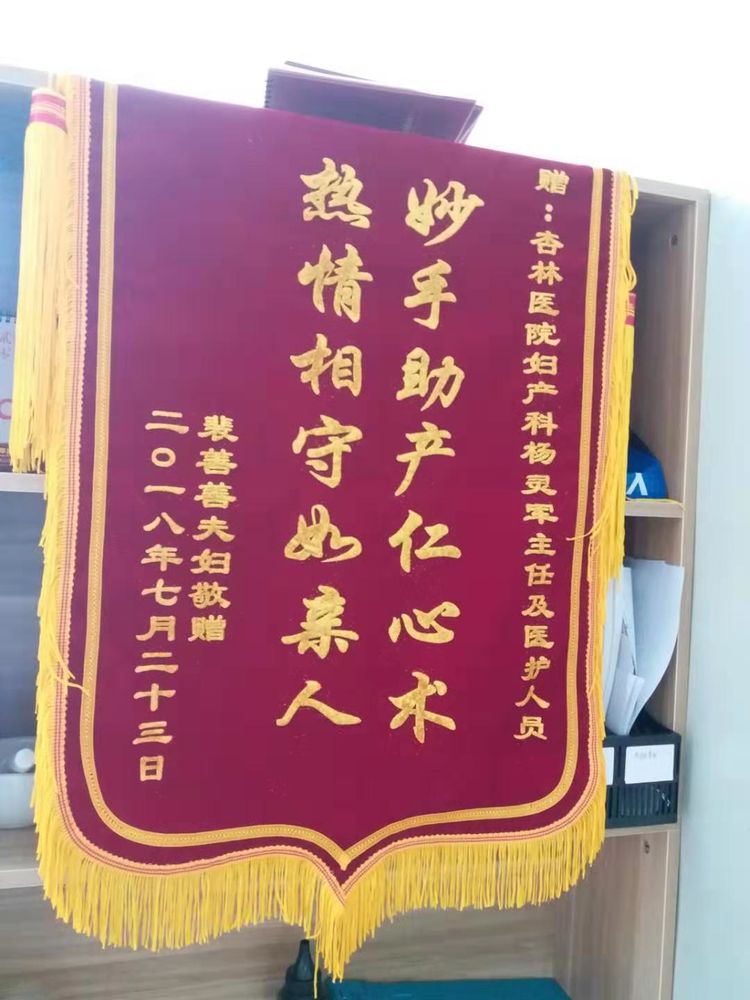 赠：杏林医院妇产科杨灵军主任及医护人员
妙手助产仁心术
热情相守如亲人
裴善善夫妇敬赠
二〇一八年七月二十三日